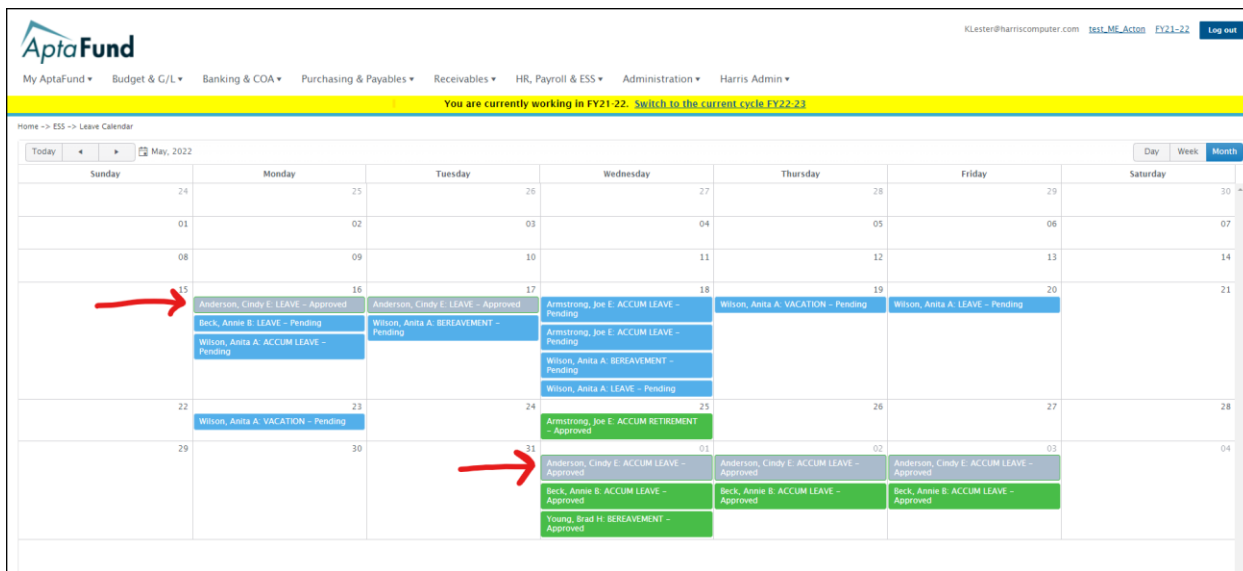 KLester@harriscomputer.com test_ME_Acton FY21-22 Log out
AptaFund
My AptaFund Budget & G/L Banking & COA Purchasing & Payables Receivables HR, Payroll & ESS Administration Harris Admin
You are currently working in FY21-22. Switch to the current cycle FY22-23
Home -> ESS -> Leave Calendar
Today May, 2022 Day Week Month
Sunday Monday Tuesday Wednesday Thursday Friday Saturday
24 25 26 27 28 29 30
01 02 03 04 05 06 07
08 09 10 11 12 13 14
15 16 17 18 19 20 21
Anderson, Cindy E: LEAVE - Approved
Beck, Annie B: LEAVE - Pending
Wilson, Anita A: ACCUM LEAVE -
Pending
Anderson, Cindy E: LEAVE - Approved
Wilson, Anita A: BEREAVEMENT -
Pending
Armstrong, Joe E: ACCUM LEAVE -
Pending
Armstrong, Joe E: ACCUM LEAVE -
Pending
Wilson, Anita A: BEREAVEMENT -
Pending
Wilson, Anita A: LEAVE - Pending
Wilson, Anita A: VACATION - Pending
Wilson, Anita A: LEAVE - Pending
22 23 24 25 26 27 28
Wilson, Anita A: VACATION - Pending
Armstrong, Joe E: ACCUM RETIREMENT
- Approved
29 30 31 01 02 03 04
Anderson, Cindy E: ACCUM LEAVE -
Approved
Beck, Annie B: ACCUM LEAVE -
Approved
Young, Brad H: BEREAVEMENT -
Approved
Anderson, Cindy E: ACCUM LEAVE -
Approved
Beck, Annie B: ACCUM LEAVE -
Approved
Anderson, Cindy E: ACCUM LEAVE -
Approved
Beck, Annie B: ACCUM LEAVE -
Approved